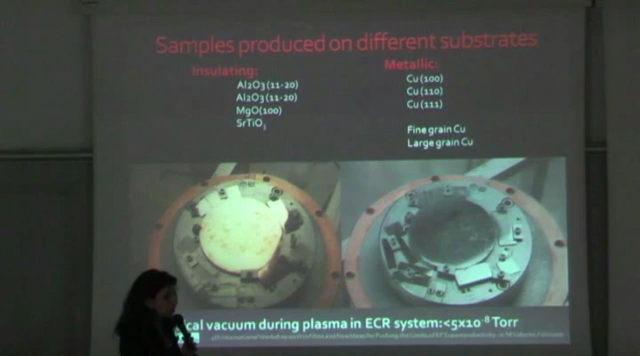 Samples produced on different substrates
Insulating:
Al2O3 (11-20)
Al2O3 (11-20)
MgO(100)
SrTiO3
Metallic:
Cu (100)
Cu (110)
Cu (111)
Fine grain Cu
Large grain Cu
cal vacuum during plasma in ECR system:<5x10⁻⁸ Torr